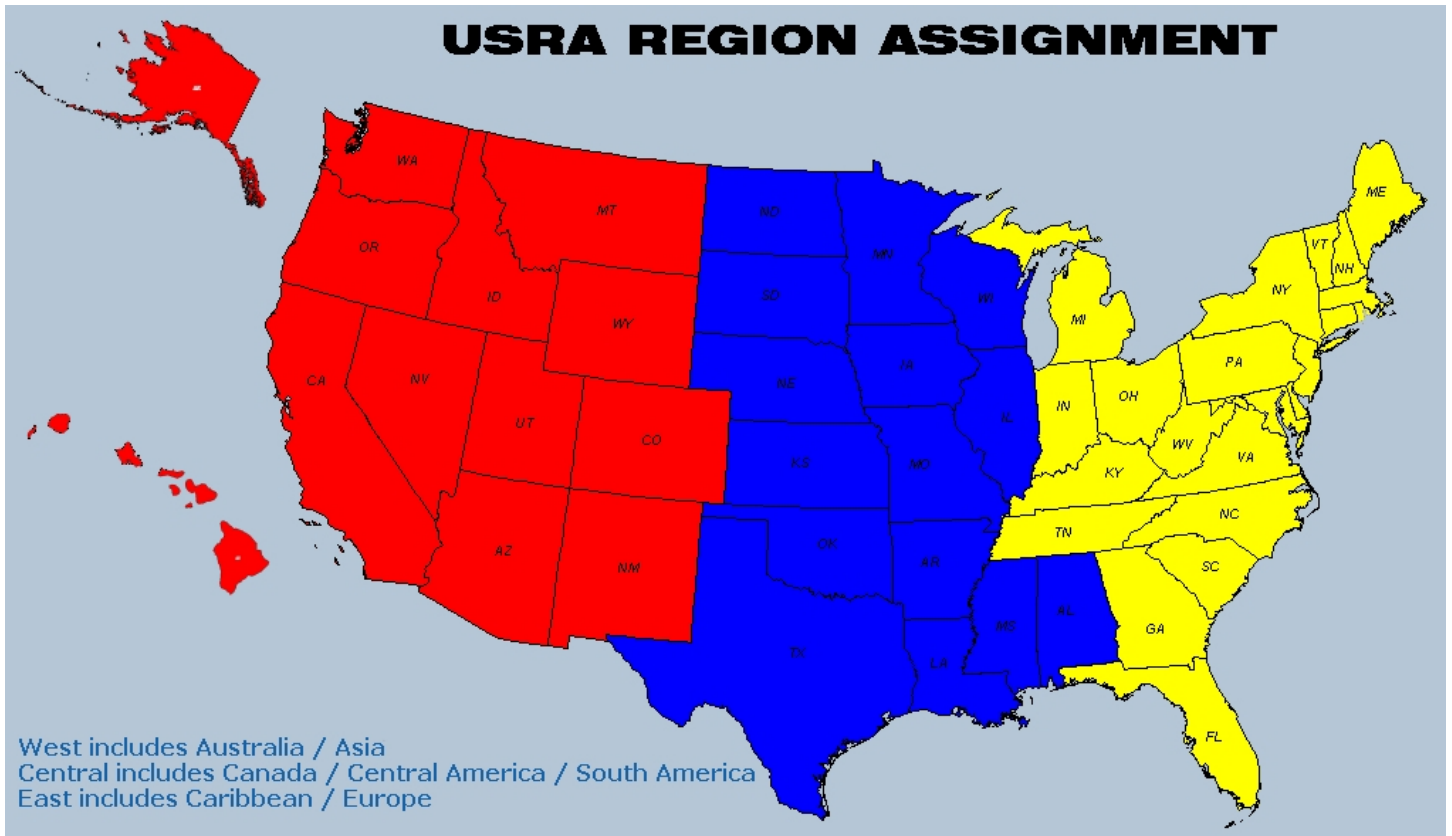 USRA REGION ASSIGNMENT
ME
WA
MT
ND
VT
OR
MN
NH
ID
SD
WI
NY
WY
MI
CA
NV
NE
IA
PA
OH
UT
CO
IN
IL
WV
KS
MO
KY
VA
NC
TN
AZ
OK
NM
AR
SC
AL
MS
GA
TX
LA
FL
West includes Australia / Asia
Central includes Canada / Central America / South America
East includes Caribbean / Europe